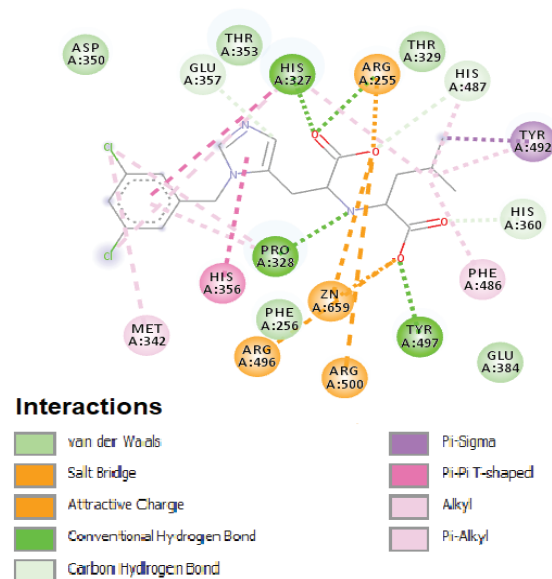 ASP
A:350
THR
A:353
GLU
A:357
HIS
A:327
ARG
A:255
THR
A:329
HIS
A:487
TYR
A:492
HIS
A:360
PHE
A:486
GLU
A:384
TYR
A:497
ZN
A:659
ARG
A:500
ARG
A:496
PHE
A:256
PRO
A:328
HIS
A:356
MET
A:342
Cl
Cl
N
N
N
O
O
O
O
Interactions
van der Waals
Salt Bridge
Attractive Charge
Conventional Hydrogen Bond
Carbon Hydrogen Bond
Pi-Sigma
Pi-Pi T-shaped
Alkyl
Pi-Alkyl